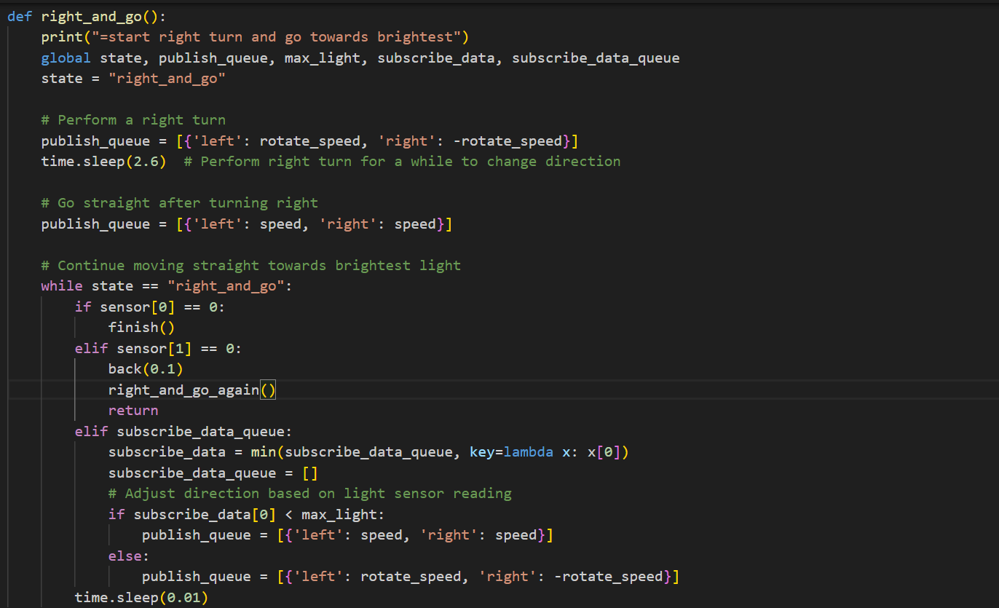 def right_and_go():
    print("=start right turn and go towards brightest")
    global state, publish_queue, max_light, subscribe_data, subscribe_data_queue
    state = "right_and_go"

    # Perform a right turn
    publish_queue = [{'left': rotate_speed, 'right': -rotate_speed}]
    time.sleep(2.6)  # Perform right turn for a while to change direction

    # Go straight after turning right
    publish_queue = [{'left': speed, 'right': speed}]

    # Continue moving straight towards brightest light
    while state == "right_and_go":
        if sensor[0] == 0:
            finish()
        elif sensor[1] == 0:
            back(0.1)
            right_and_go_again()
            return
        elif subscribe_data_queue:
            subscribe_data = min(subscribe_data_queue, key=lambda x: x[0])
            subscribe_data_queue = []
            # Adjust direction based on light sensor reading
            if subscribe_data[0] < max_light:
                publish_queue = [{'left': speed, 'right': speed}]
            else:
                publish_queue = [{'left': rotate_speed, 'right': -rotate_speed}]
        time.sleep(0.01)